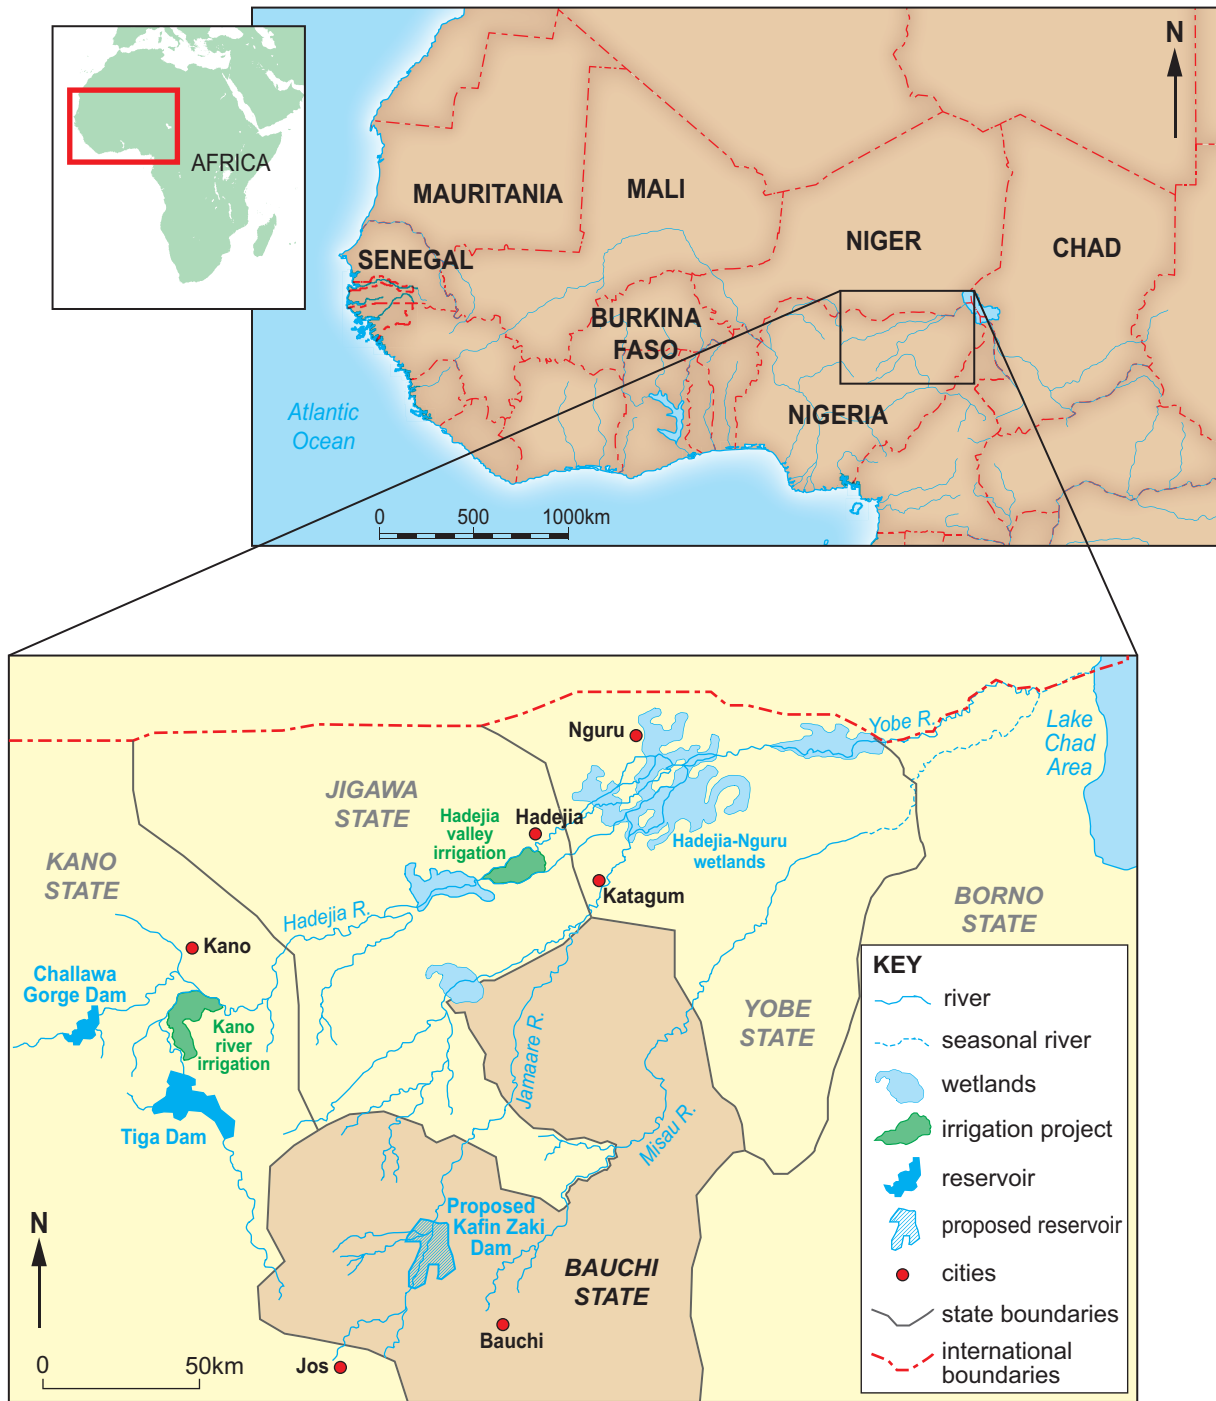 AFRICA
N
MAURITANIA
MALI
NIGER
CHAD
SENEGAL
BURKINA
FASO
NIGERIA
Atlantic
Ocean
0 500 1000km
Nguru
Yobe R.
Lake
Chad
Area
JIGAWA
STATE
Hadejia
valley
irrigation
Hadejia
Hadejia-Nguru
wetlands
KANO
STATE
Katagum
Hadejia R.
BORNO
STATE
Kano
Challawa
Gorge Dam
Kano
river
irrigation
YOBE
STATE
Jamaare R.
Misau R.
Tiga Dam
Proposed
Kafin Zaki
Dam
BAUCHI
STATE
Bauchi
Jos
N
0 50km
KEY
river
seasonal river
wetlands
irrigation project
reservoir
proposed reservoir
cities
state boundaries
international
boundaries